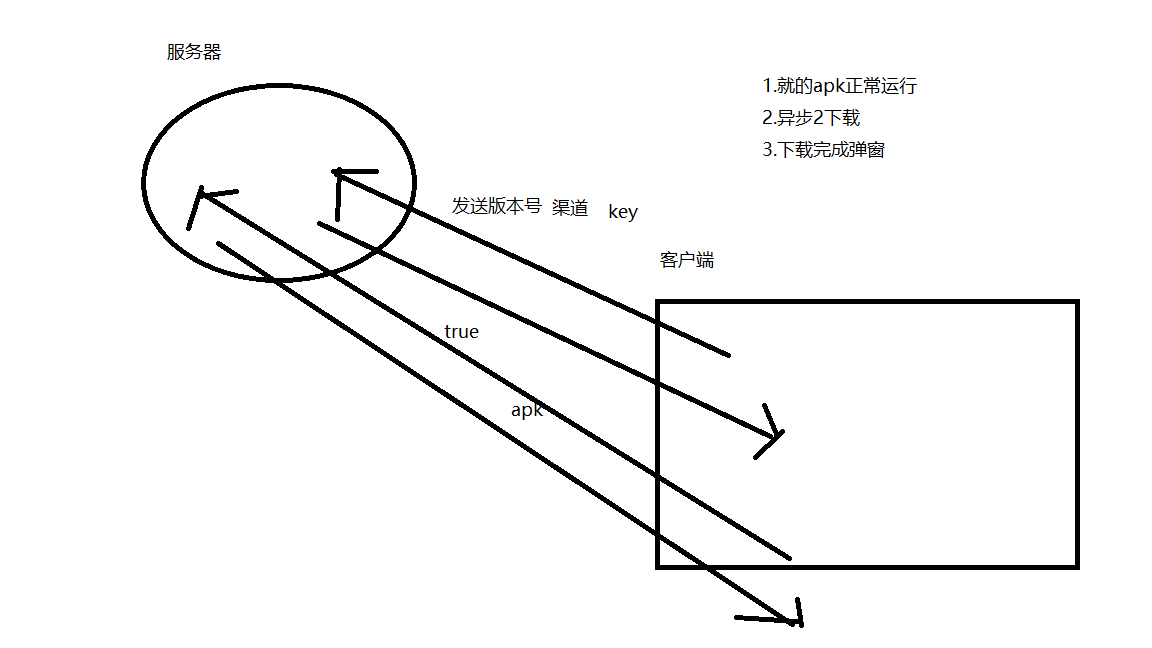 服务器
1.就的apk正常运行
2.异步2下载
3.下载完成弹窗
发送版本号 渠道 key
客户端
true
apk